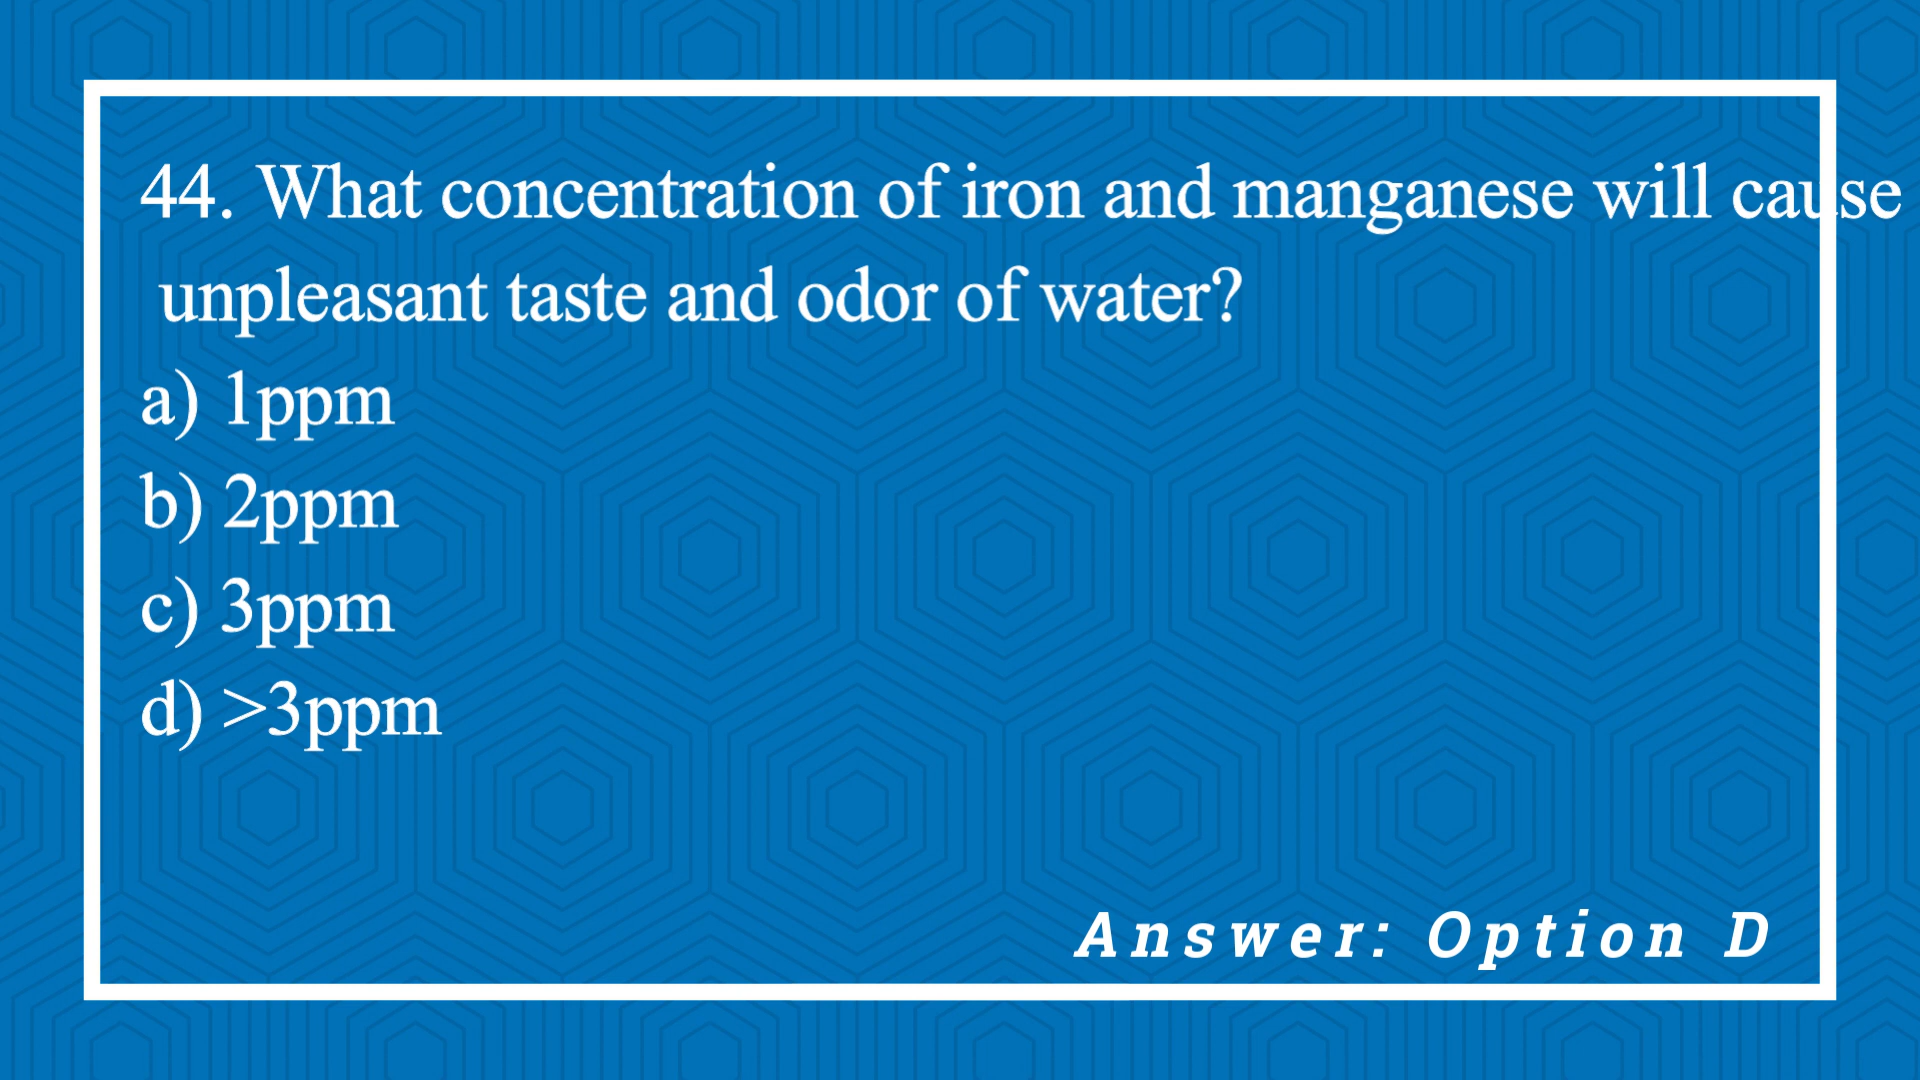 44. What concentration of iron and manganese will cause
unpleasant taste and odor of water?
a) 1ppm
b) 2ppm
c) 3ppm
d) >3ppm
Answer: Option D